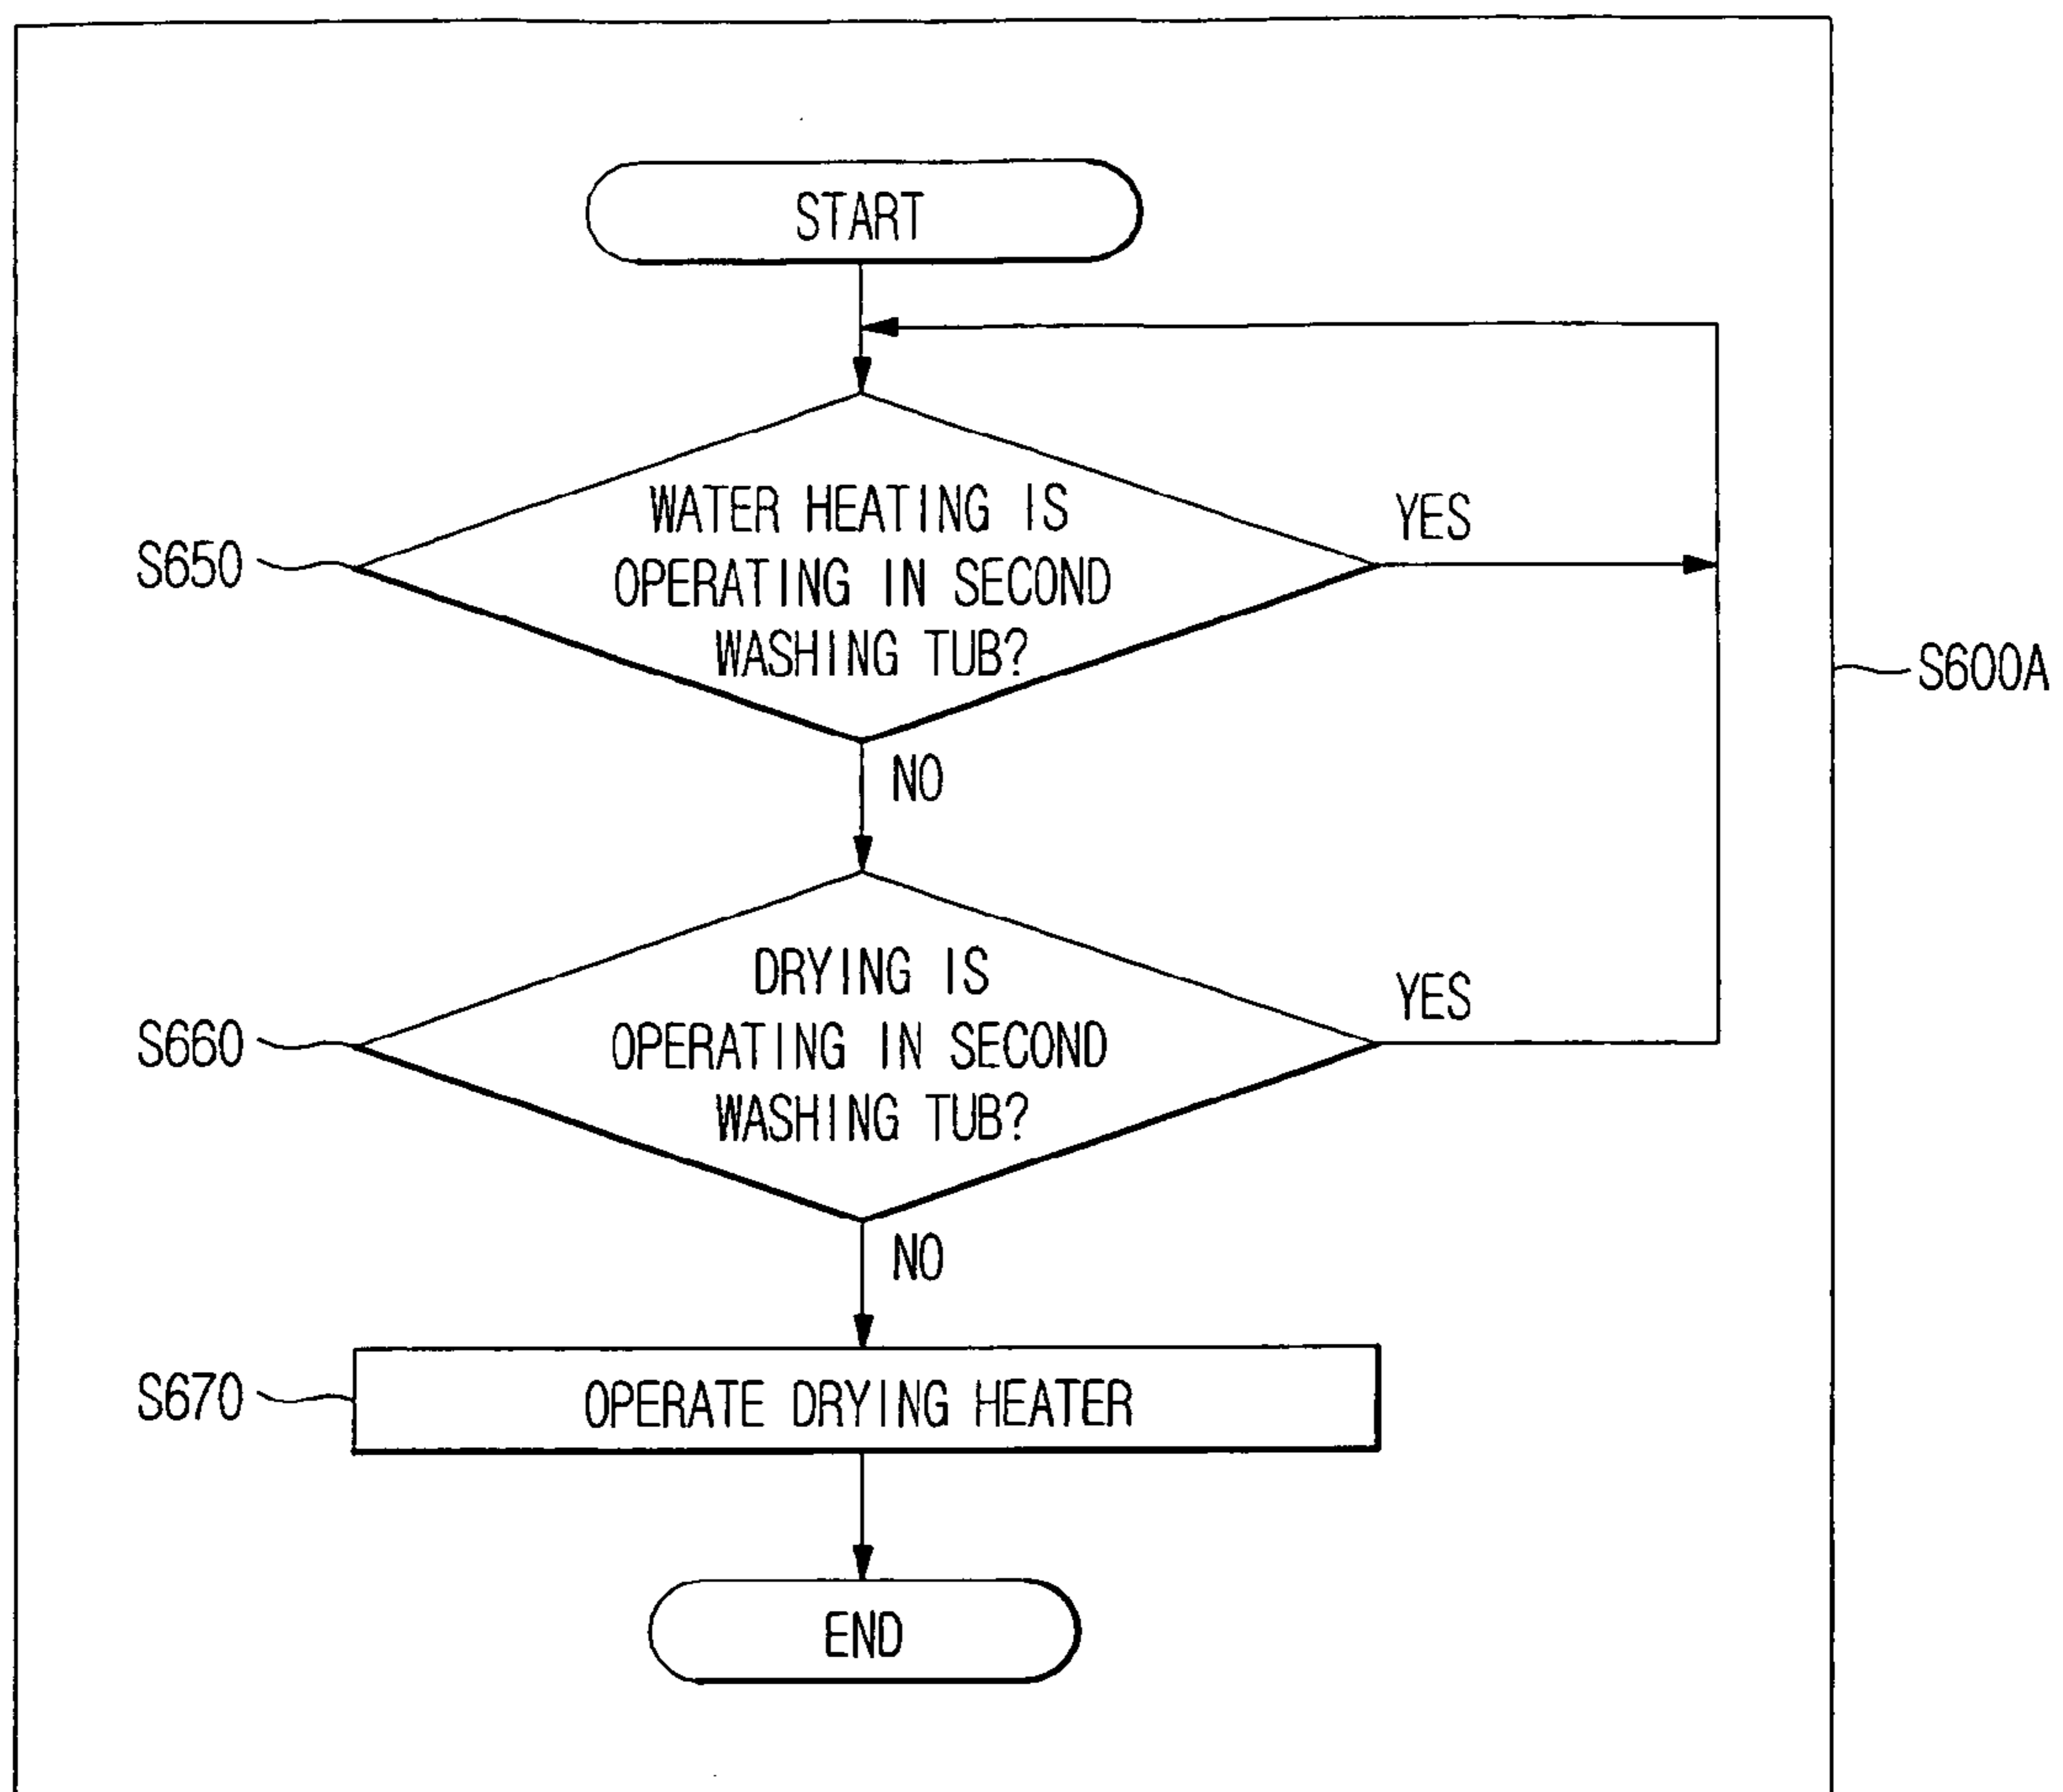 START
WATER HEATING IS
OPERATING IN SECOND
WASHING TUB?
YES
S650
S600A
NO
DRYING IS
OPERATING IN SECOND
WASHING TUB?
YES
S660
NO
S670
OPERATE DRYING HEATER
END